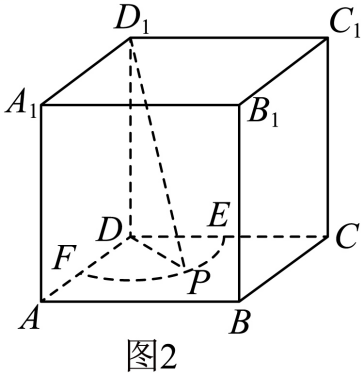 D₁ C₁
A₁ B₁
D E C
F P
A B
图2